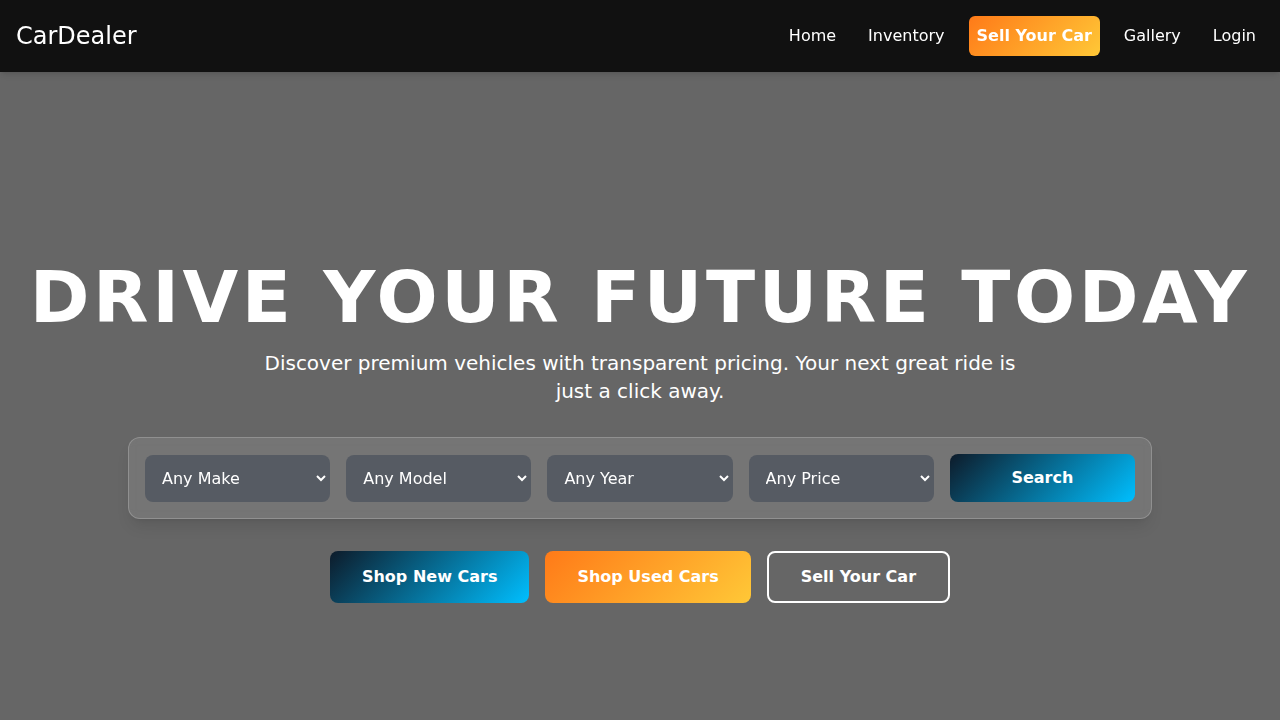 CarDealer
Home
Inventory
Sell Your Car
Gallery
Login
DRIVE YOUR FUTURE TODAY
Discover premium vehicles with transparent pricing. Your next great ride is
just a click away.
Any Make
Any Model
Any Year
Any Price
Search
Shop New Cars
Shop Used Cars
Sell Your Car